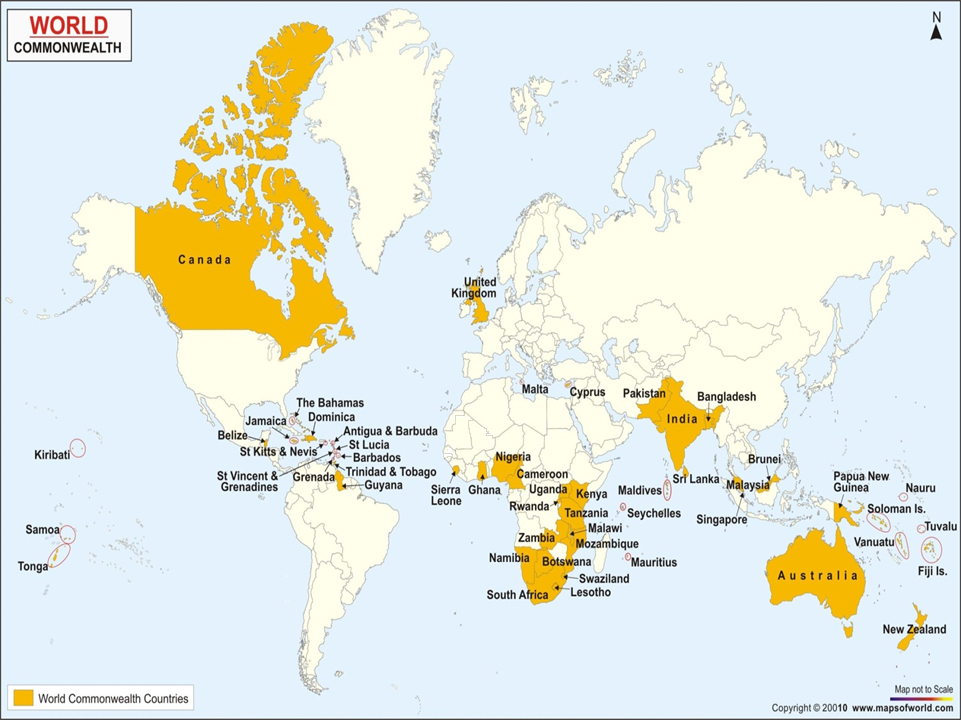 WORLD
COMMONWEALTH
N
Canada
United
Kingdom
Malta
Cyprus
Pakistan
Bangladesh
India
The Bahamas
Dominica
Jamaica
Antigua & Barbuda
Belize
St Lucia
St Kitts & Nevis
Barbados
Kiribati
Trinidad & Tobago
St Vincent &
Grenadines
Grenada
Guyana
Nigeria
Cameroon
Sierra
Leone
Ghana
Uganda
Kenya
Rwanda
Tanzania
Maldives
Sri Lanka
Seychelles
Brunei
Malaysia
Singapore
Papua New
Guinea
Nauru
Soloman Is.
Tuvalu
Vanuatu
Fiji Is.
Samoa
Tonga
Malawi
Zambia
Mozambique
Namibia
Botswana
Mauritius
Swaziland
South Africa
Lesotho
Australia
New Zealand
World Commonwealth Countries
Map not to Scale
Copyright © 20010 www.mapsofworld.com